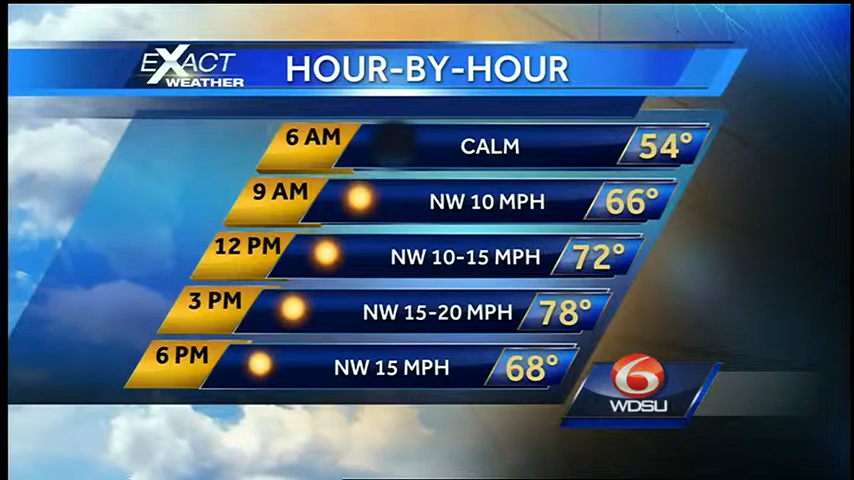 EXACT
WEATHER
HOUR-BY-HOUR
6 AM CALM 54°
9 AM NW 10 MPH 66°
12 PM NW 10-15 MPH 72°
3 PM NW 15-20 MPH 78°
6 PM NW 15 MPH 68°
6
WDSU